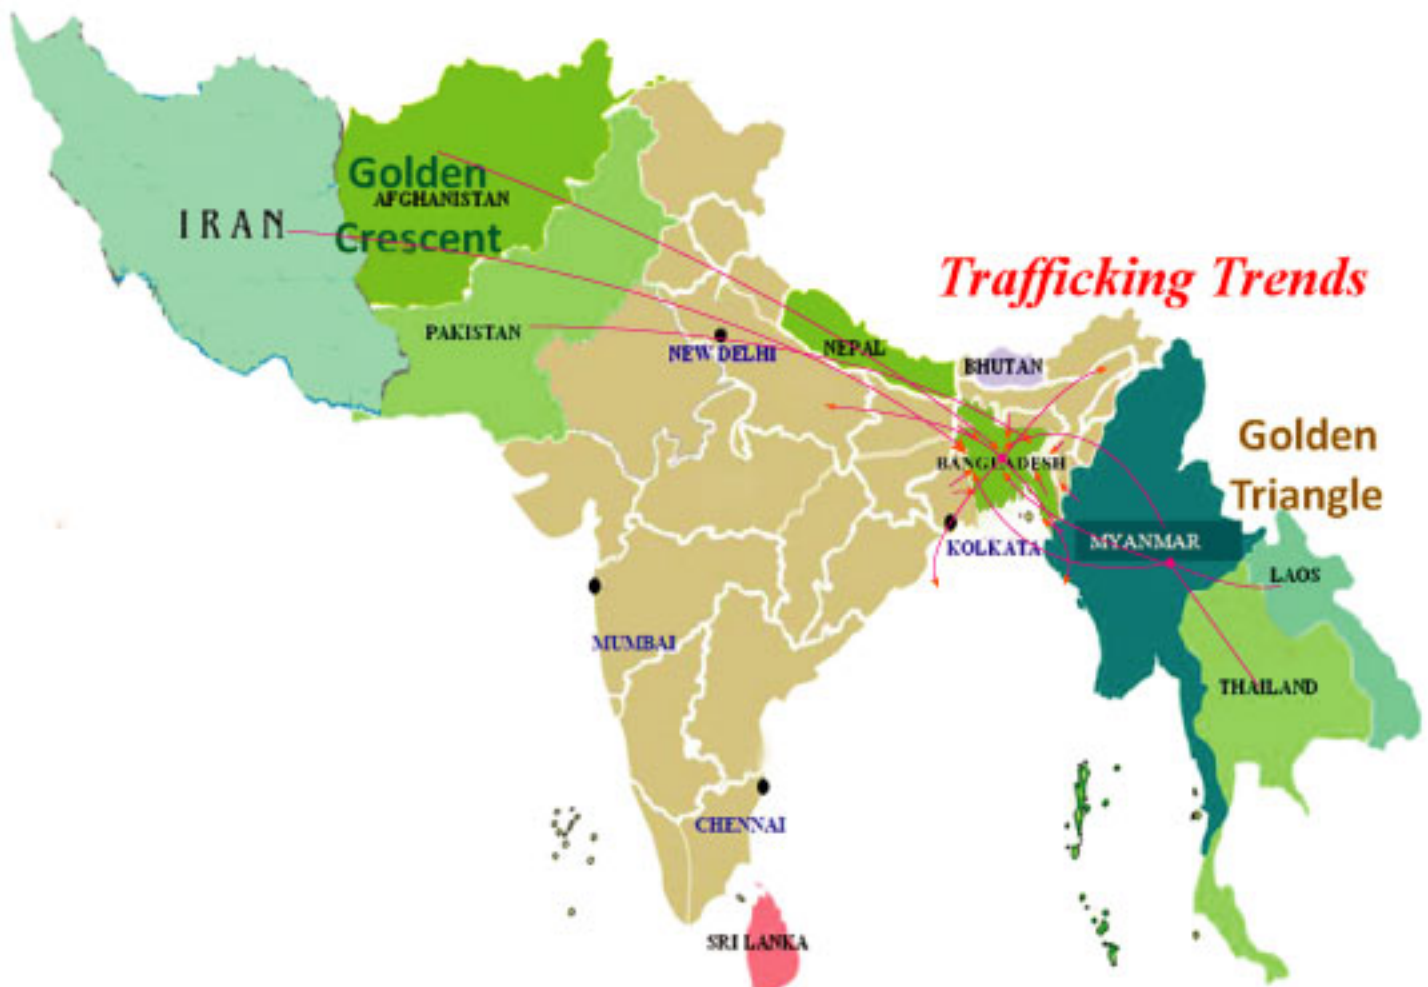 Golden
AFGHANISTAN
IRAN
Crescent
Trafficking Trends
PAKISTAN
NEW DELHI
NEPAL
BHUTAN
Golden
Triangle
BANGLADESH
KOLKATA
MYANMAR
LAOS
MUMBAI
THAILAND
CHENNAI
SRI LANKA